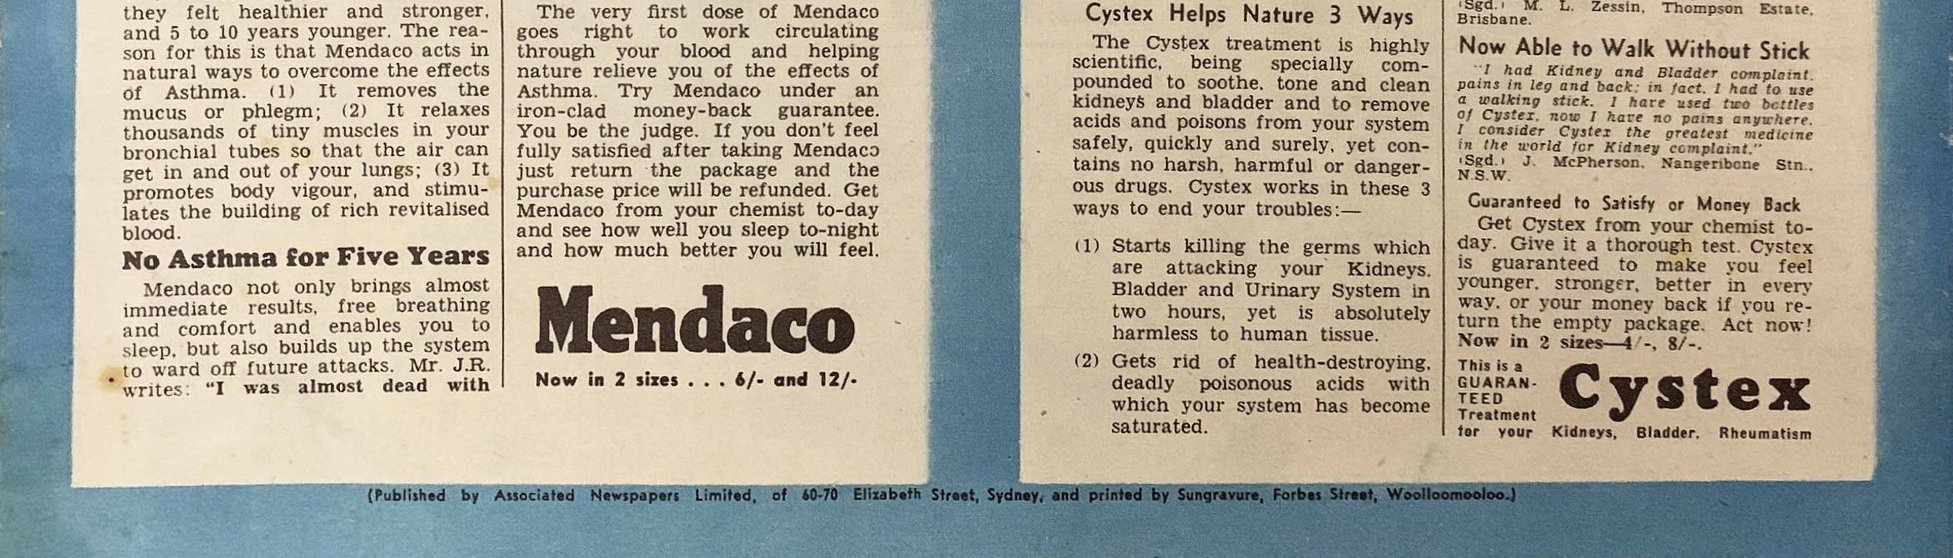 they felt healthier and stronger,
and 5 to 10 years younger. The rea-
son for this is that Mendaco acts in
natural ways to overcome the effects
of Asthma. (1) It removes the
mucus or phlegm; (2) It relaxes
thousands of tiny muscles in your
bronchial tubes so that the air can
get in and out of your lungs; (3) It
promotes body vigour, and stimu-
lates the building of rich revitalised
blood.
No Asthma for Five Years
Mendaco not only brings almost
immediate results, free breathing
and comfort and enables you to
sleep, but also builds up the system
to ward off future attacks. Mr. J.R.
writes: "I was almost dead with
The very first dose of Mendaco
goes right to work circulating
through your blood and helping
nature relieve you of the effects of
Asthma. Try Mendaco under an
iron-clad money-back guarantee.
You be the judge. If you don't feel
fully satisfied after taking Mendaco
just return the package and the
purchase price will be refunded. Get
Mendaco from your chemist to-day
and see how well you sleep to-night
and how much better you will feel.
Mendaco
Now in 2 sizes . . . 6/- and 12/-
Cystex Helps Nature 3 Ways
The Cystex treatment is highly
scientific, being specially com-
pounded to soothe, tone and clean
kidneys and bladder and to remove
acids and poisons from your system
safely, quickly and surely, yet con-
tains no harsh, harmful or danger-
ous drugs. Cystex works in these 3
ways to end your troubles:—
(1) Starts killing the germs which
are attacking your Kidneys,
Bladder and Urinary System in
two hours, yet is absolutely
harmless to human tissue.
(2) Gets rid of health-destroying,
deadly poisonous acids with
which your system has become
saturated.
(Sgd.) M. L. Zessin, Thompson Estate,
Brisbane.
Now Able to Walk Without Stick
"I had Kidney and Bladder complaint,
pains in leg and back; in fact, I had to use
a walking stick. I have used two bottles
of Cystex, now I have no pains anywhere.
I consider Cystex the greatest medicine
in the world for Kidney complaint."
(Sgd.) J. McPherson, Nangeribone Stn.,
N.S.W.
Guaranteed to Satisfy or Money Back
Get Cystex from your chemist to-
day. Give it a thorough test. Cystex
is guaranteed to make you feel
younger, stronger, better in every
way, or your money back if you re-
turn the empty package. Act now!
Now in 2 sizes—4/-, 8/-.
This is a
GUARAN-
TEED
Treatment
Cystex
for your Kidneys, Bladder, Rheumatism
(Published by Associated Newspapers Limited, of 60-70 Elizabeth Street, Sydney, and printed by Sungravure, Forbes Street, Woolloomooloo.)